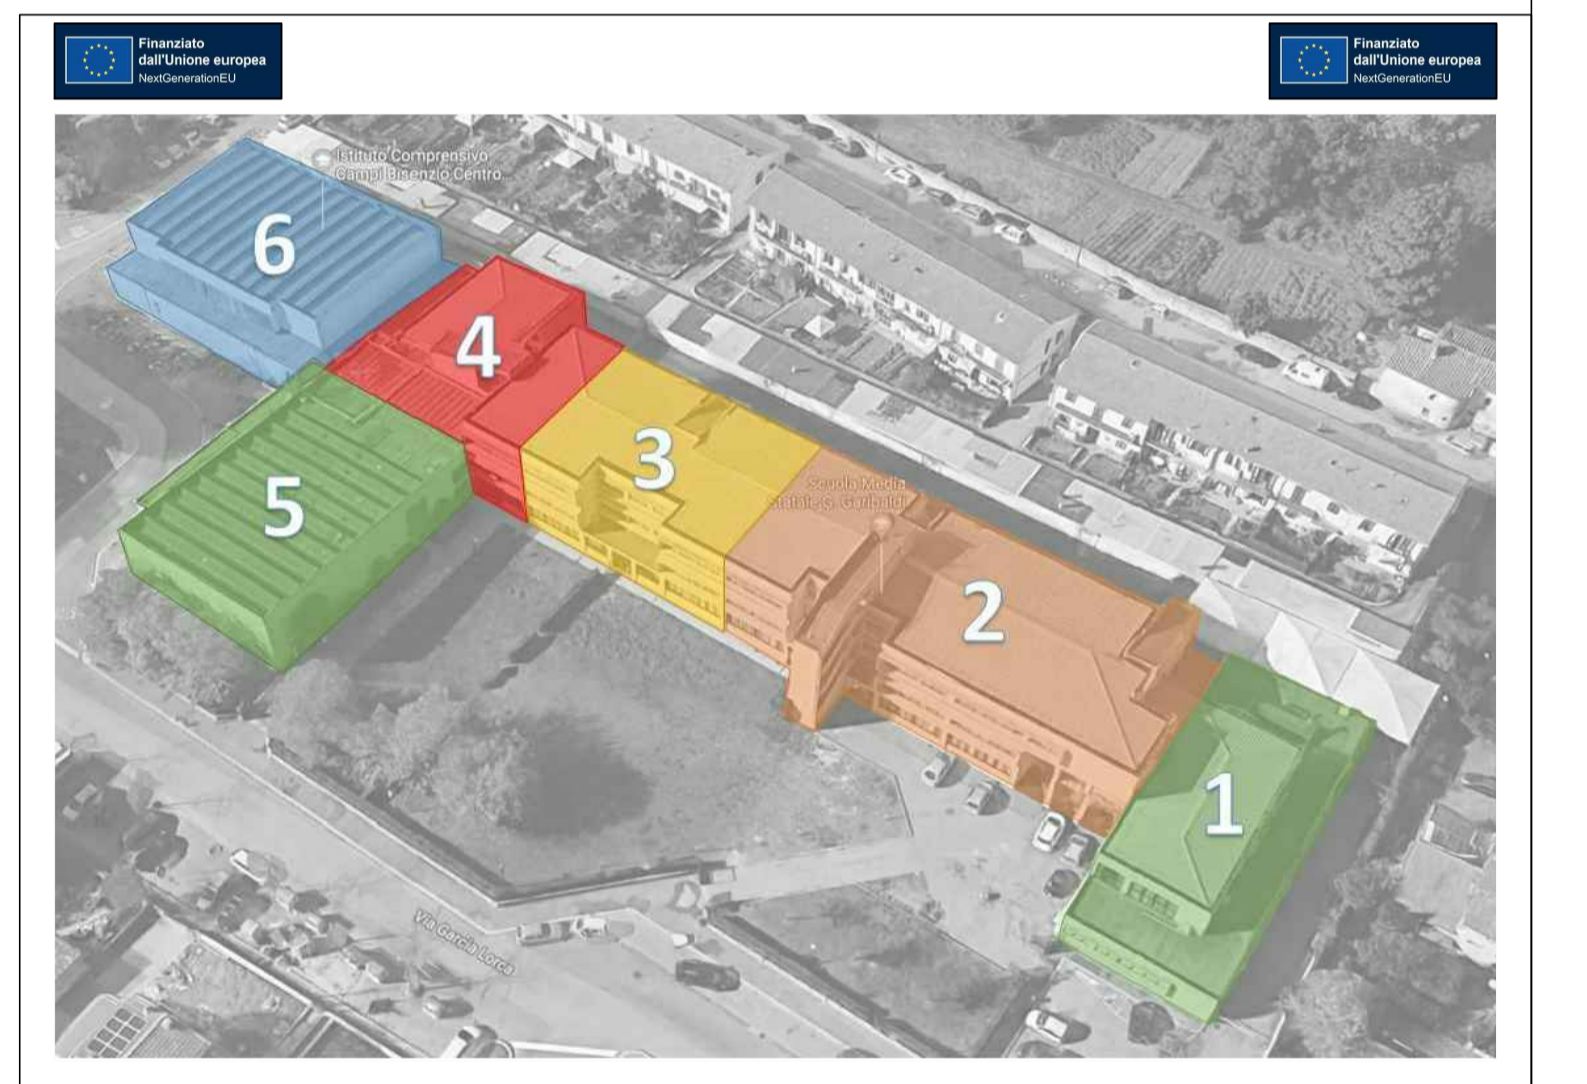 Finanziato
dall'Unione europea
NextGenerationEU
Finanziato
dall'Unione europea
NextGenerationEU
Istituto Comprensivo
Campi Bisenzio Centro...
6
4
3
5
Scuola Media
Statale G. Garibaldi
2
1
Via Garcia Lorca